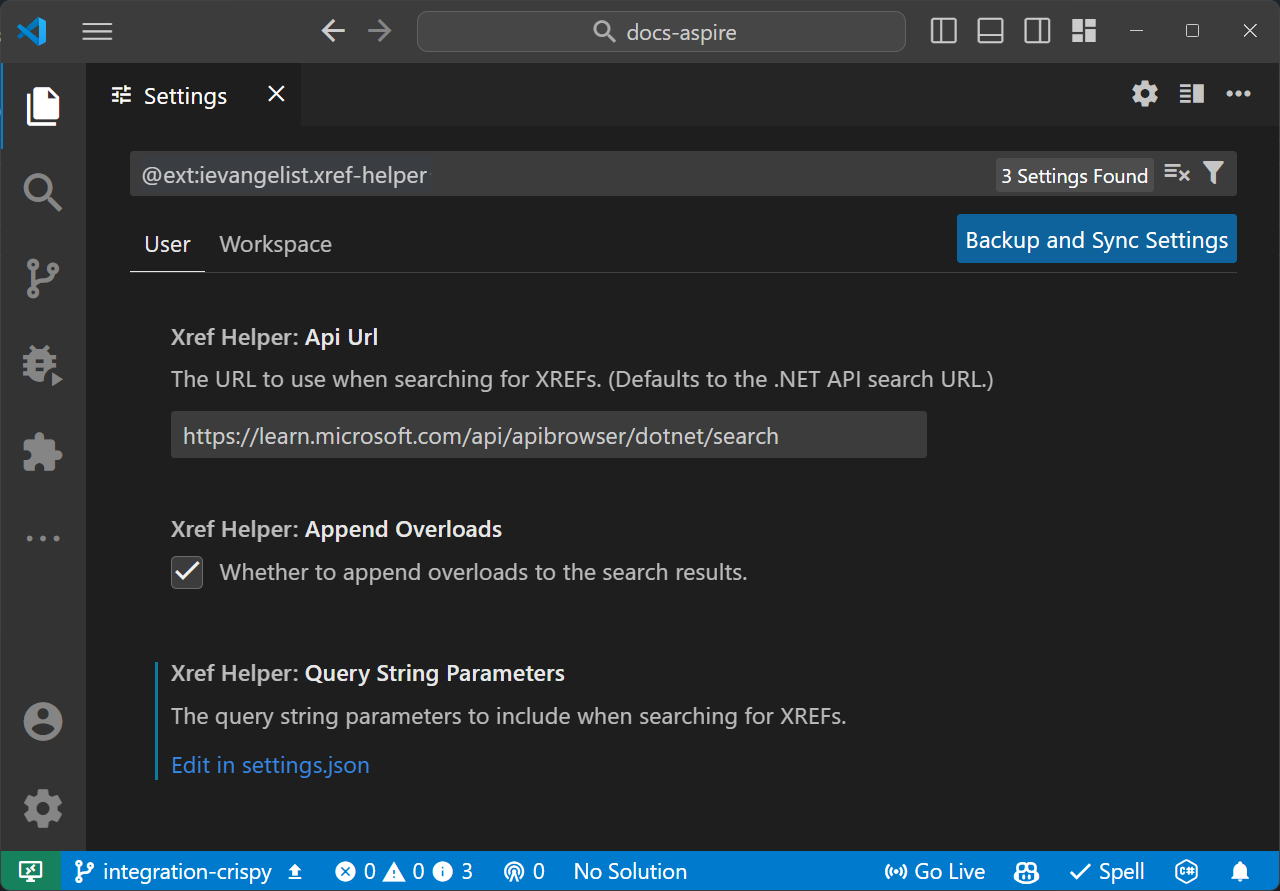 docs-aspire
Settings
@ext:ievangelist.xref-helper
3 Settings Found
User
Workspace
Backup and Sync Settings
Xref Helper: Api Url
The URL to use when searching for XREFs. (Defaults to the .NET API search URL.)
https://learn.microsoft.com/api/apibrowser/dotnet/search
Xref Helper: Append Overloads
Whether to append overloads to the search results.
Xref Helper: Query String Parameters
The query string parameters to include when searching for XREFs.
Edit in settings.json
integration-crispy 0 0 3 0 No Solution Go Live Spell C#